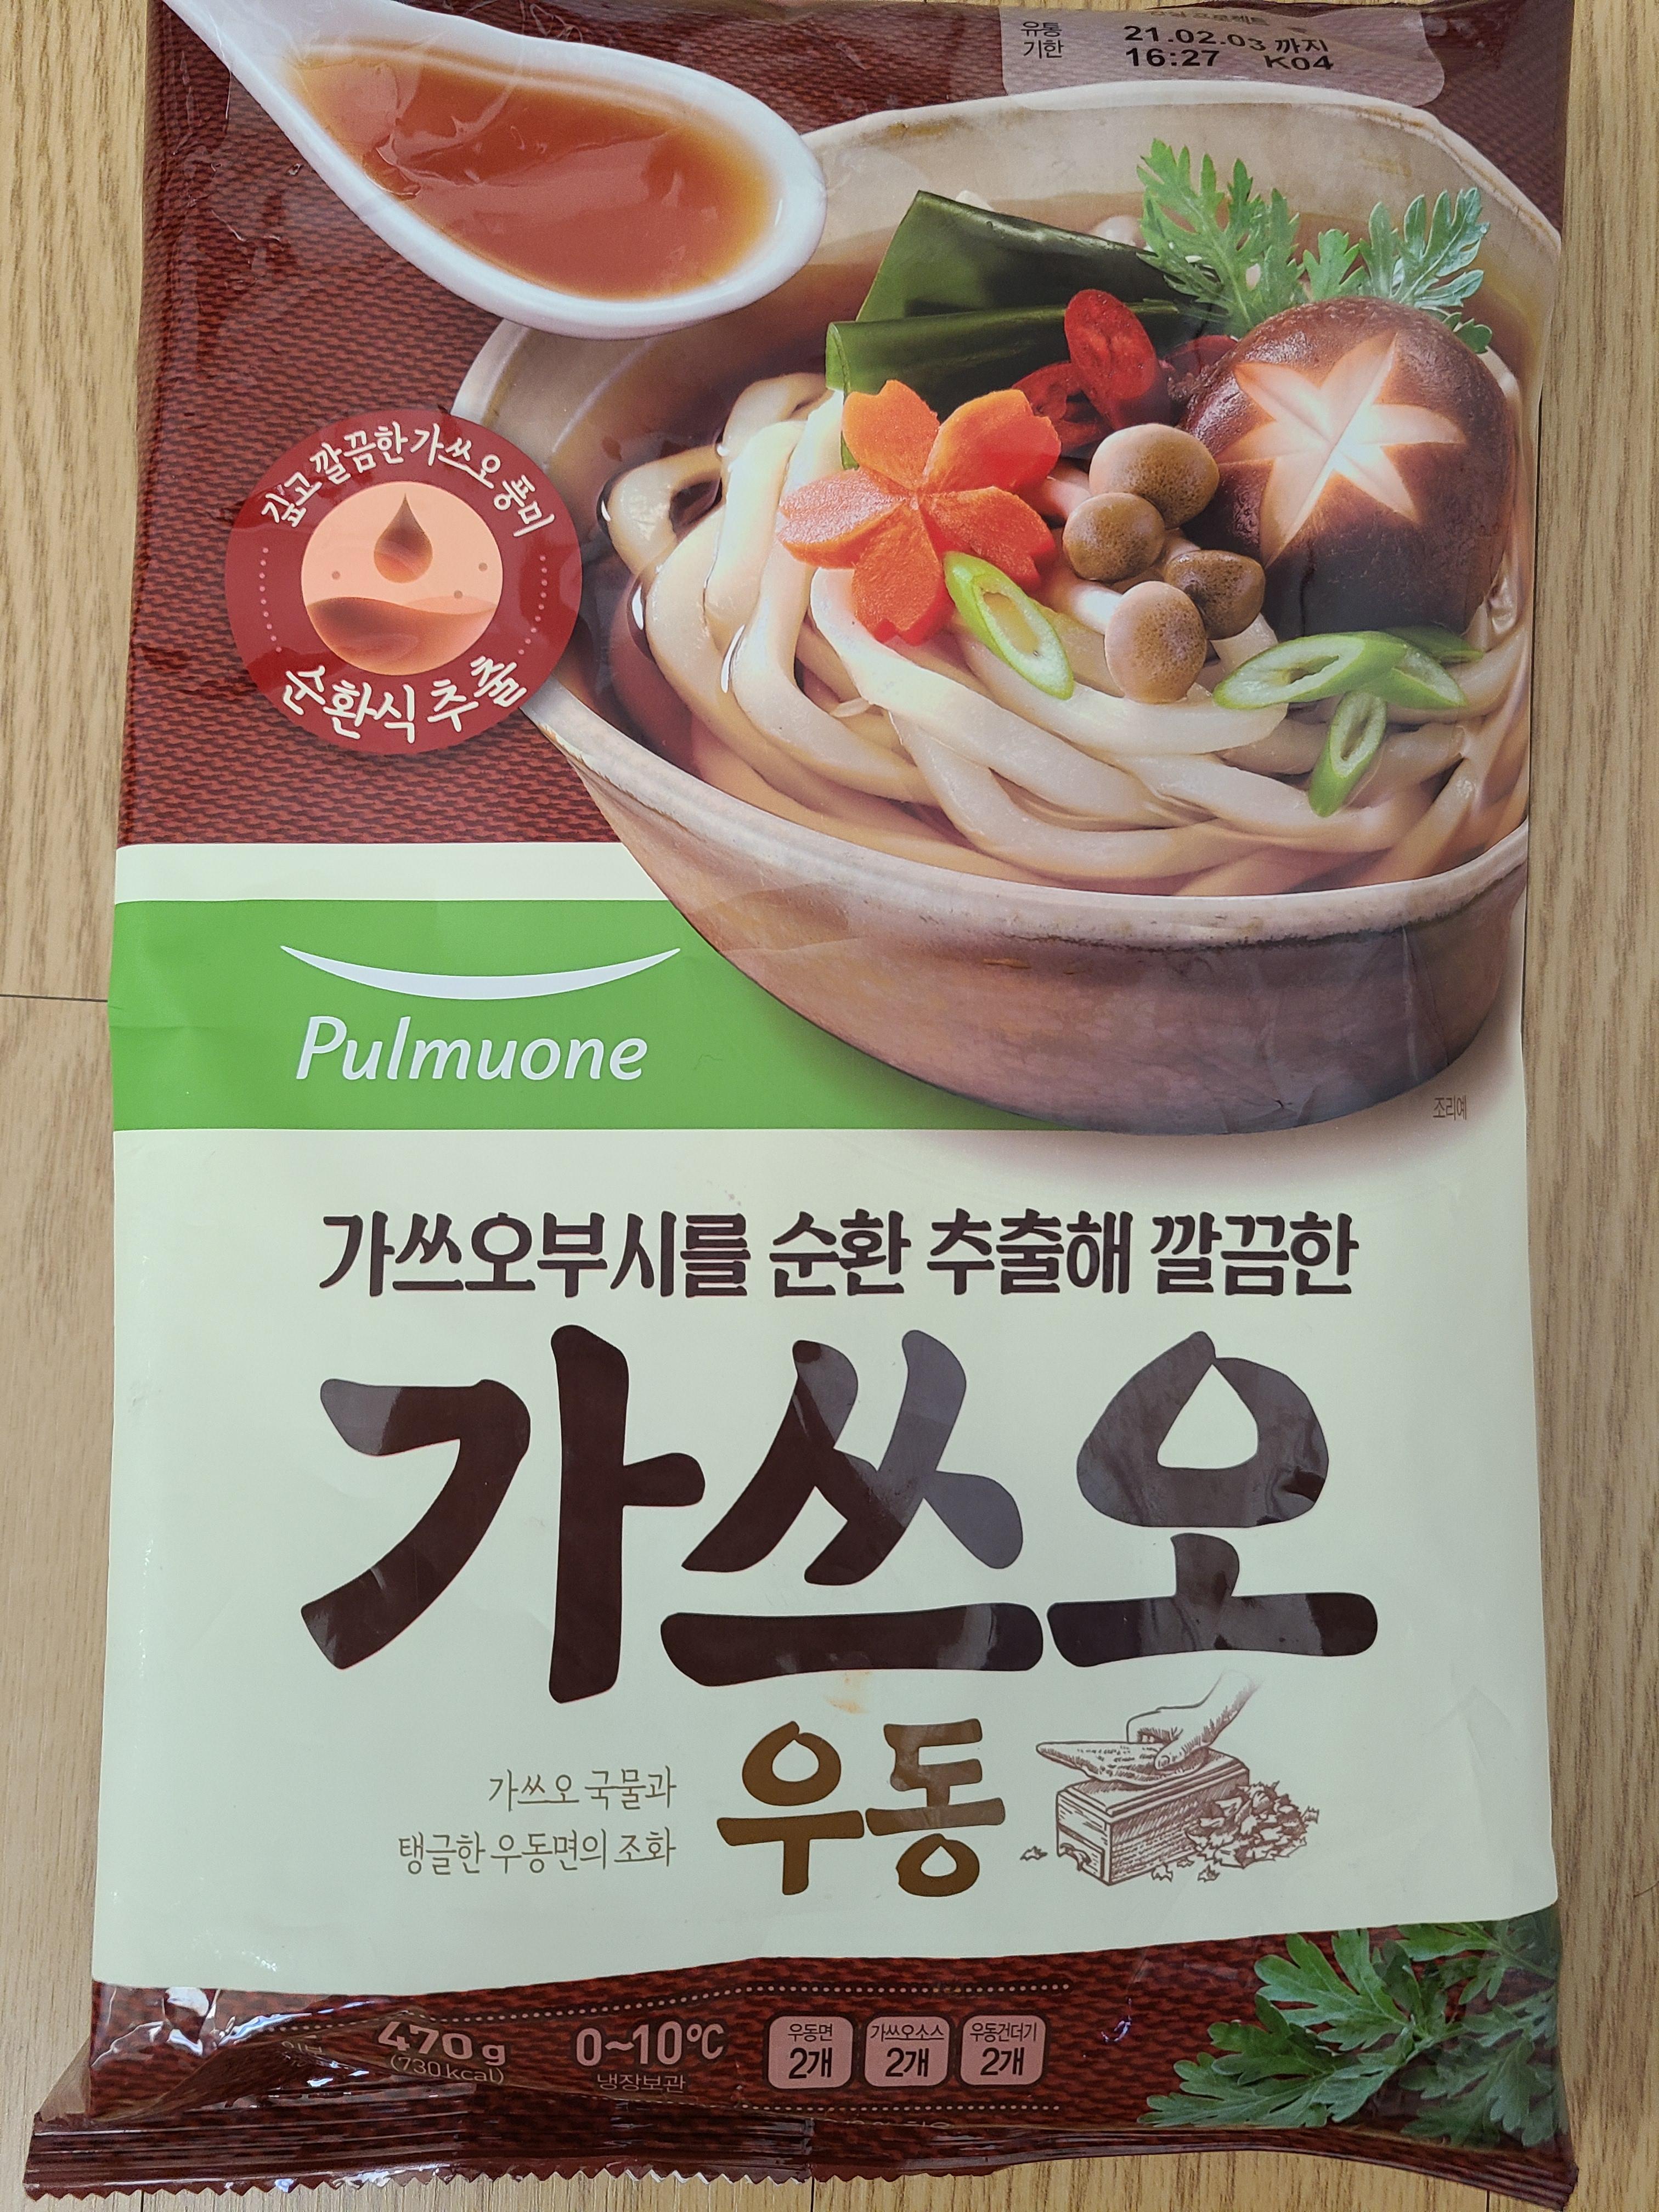 유통
기한
21.02.03 까지
16:27 K04
깊고 깔끔한 가쓰오 풍미
순환식 추출
Pulmuone
조리예
가쓰오부시를 순환 추출해 깔끔한
가쓰오
우동
가쓰오 국물과
탱글한 우동면의 조화
470g
(730 kcal)
0~10℃
냉장보관
우동면
2개
가쓰오소스
2개
우동건더기
2개